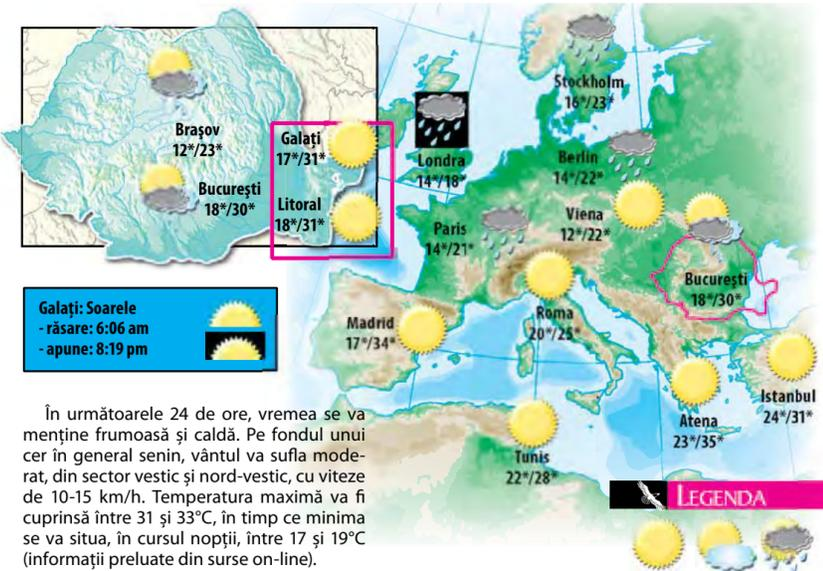 Brașov
12*/23*
București
18*/30*
Galați
17*/31*
Litoral
18*/31*
Stockholm
16*/23*
Londra
14*/18*
Berlin
14*/22*
Paris
14*/21*
Viena
12*/22*
București
18*/30*
Madrid
17*/34*
Roma
20*/25*
Istanbul
24*/31*
Atena
23*/35*
Tunis
22*/28*
Galați: Soarele
- răsare: 6:06 am
- apune: 8:19 pm
În următoarele 24 de ore, vremea se va
menține frumoasă și caldă. Pe fondul unui
cer în general senin, vântul va sufla mode-
rat, din sector vestic și nord-vestic, cu viteze
de 10-15 km/h. Temperatura maximă va fi
cuprinsă între 31 și 33°C, în timp ce minima
se va situa, în cursul nopții, între 17 și 19°C
(informații preluate din surse on-line).
LEGENDA